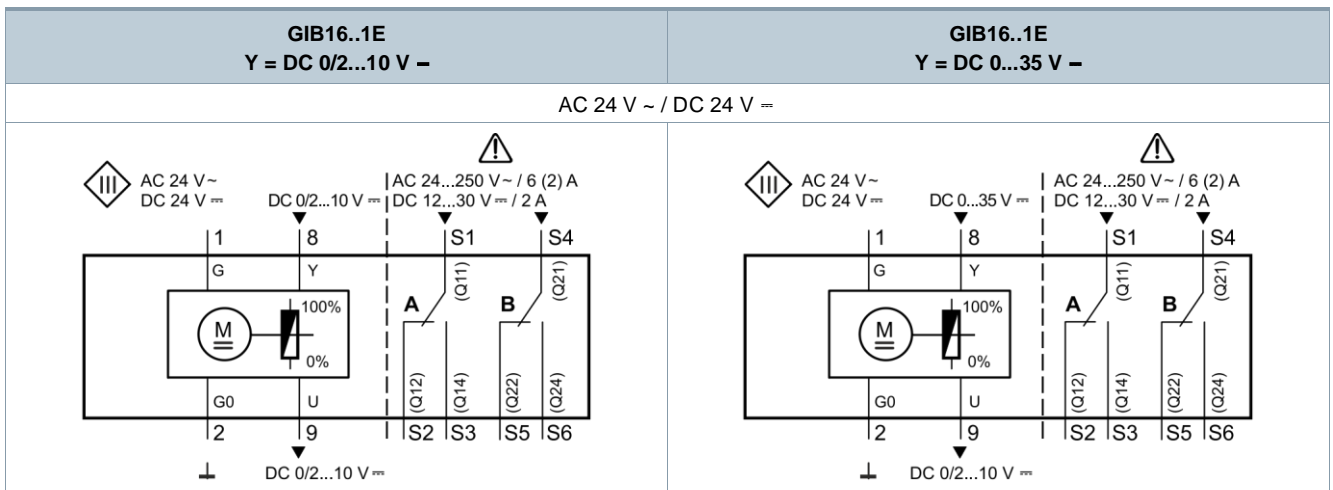 GIB16..1E
Y = DC 0/2...10 V ⎓
GIB16..1E
Y = DC 0...35 V ⎓
AC 24 V ~ / DC 24 V ⎓
III
AC 24 V ~
DC 24 V ⎓
DC 0/2...10 V ⎓
AC 24...250 V ~ / 6 (2) A
DC 12...30 V ⎓ / 2 A
1
8
S1
S4
G
Y
(Q11)
(Q21)
A
B
M
100%
0%
(Q12)
(Q14)
(Q22)
(Q24)
G0
U
2
9
S2
S3
S5
S6
⊥
DC 0/2...10 V ⎓
III
AC 24 V ~
DC 24 V ⎓
DC 0...35 V ⎓
AC 24...250 V ~ / 6 (2) A
DC 12...30 V ⎓ / 2 A
1
8
S1
S4
G
Y
(Q11)
(Q21)
A
B
M
100%
0%
(Q12)
(Q14)
(Q22)
(Q24)
G0
U
2
9
S2
S3
S5
S6
⊥
DC 0/2...10 V ⎓